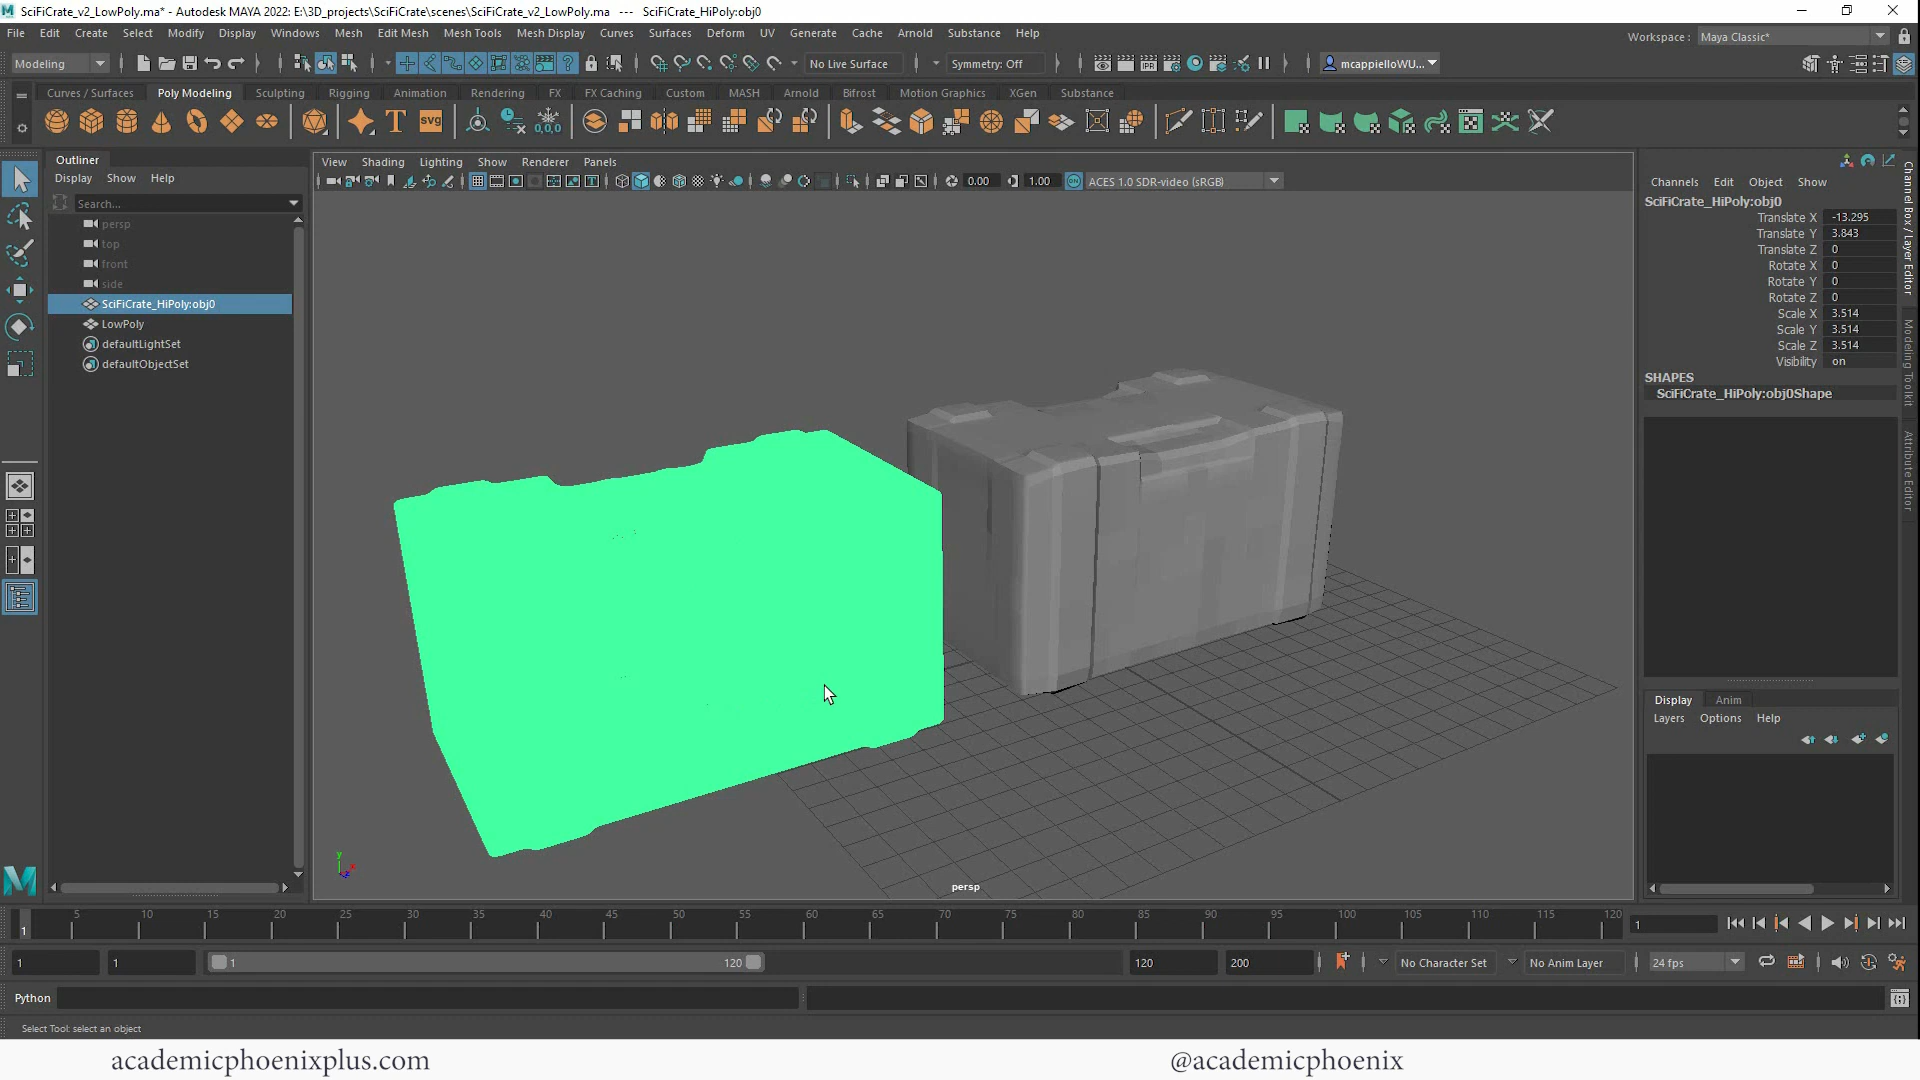 SciFiCrate_v2_LowPoly.ma* - Autodesk MAYA 2022: E:\3D_projects\SciFiCrate\scenes\SciFiCrate_v2_LowPoly.ma --- SciFiCrate_HiPoly:obj0
File Edit Create Select Modify Display Windows Mesh Edit Mesh Mesh Tools Mesh Display Curves Surfaces Deform UV Generate Cache Arnold Substance Help
Workspace : Maya Classic*
Modeling No Live Surface Symmetry: Off mcappielloWU...
Curves / Surfaces Poly Modeling Sculpting Rigging Animation Rendering FX FX Caching Custom MASH Arnold Bifrost Motion Graphics XGen Substance
T SVG 0,0,0
Outliner
Display Show Help
Search...
persp
top
front
side
SciFiCrate_HiPoly:obj0
LowPoly
defaultLightSet
defaultObjectSet
View Shading Lighting Show Renderer Panels
0.00 1.00 ACES 1.0 SDR-video (sRGB)
y
x
z
persp
Channels Edit Object Show
SciFiCrate_HiPoly:obj0
Translate X -13.295
Translate Y 3.843
Translate Z 0
Rotate X 0
Rotate Y 0
Rotate Z 0
Scale X 3.514
Scale Y 3.514
Scale Z 3.514
Visibility on
SHAPES
SciFiCrate_HiPoly:obj0Shape
Channel Box / Layer Editor
Modeling Toolkit
Attribute Editor
Display Anim
Layers Options Help
1 5 10 15 20 25 30 35 40 45 50 55 60 65 70 75 80 85 90 95 100 105 110 115 120 1
1 1 1 120 120 200 No Character Set No Anim Layer 24 fps
Python
Select Tool: select an object
academicphoenixplus.com
@academicphoenix